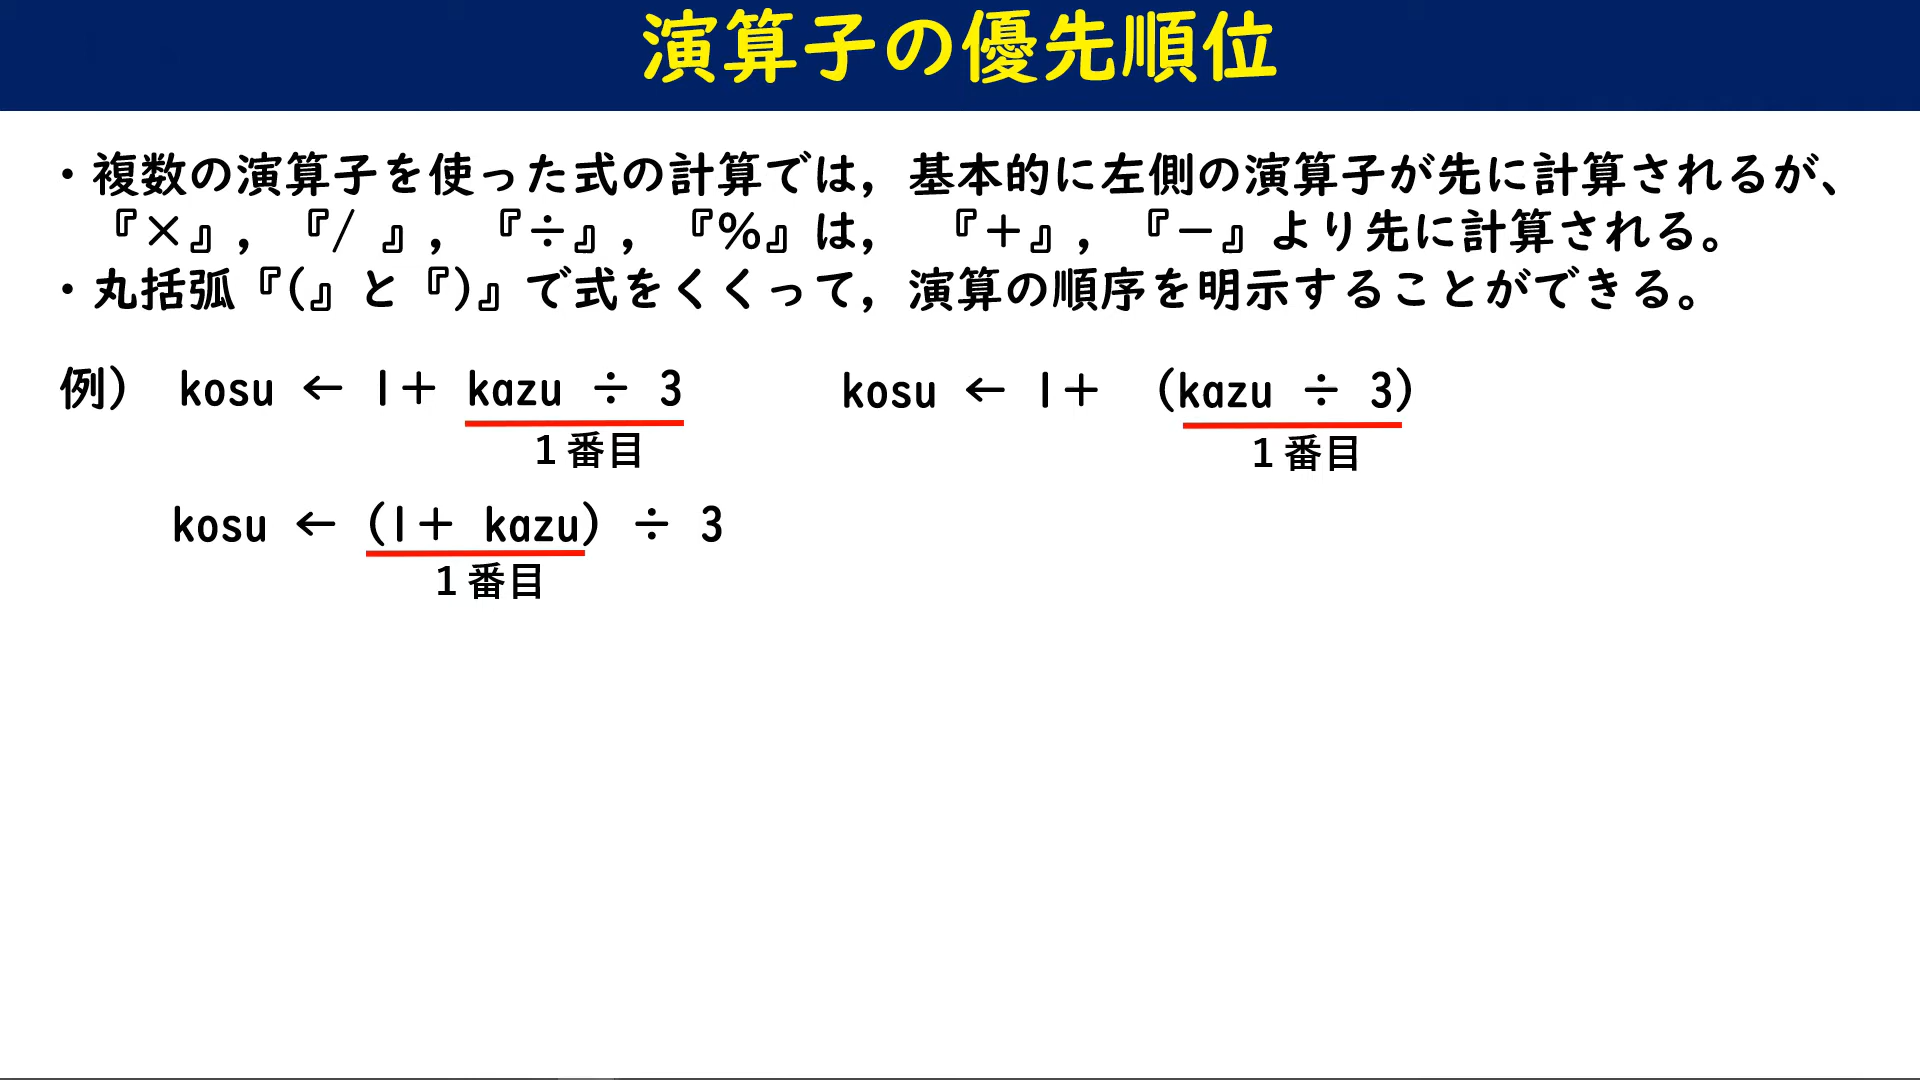 演算子の優先順位
・複数の演算子を使った式の計算では，基本的に左側の演算子が先に計算されるが、
『×』，『/ 』，『÷』，『%』は，『＋』，『－』より先に計算される。
・丸括弧『(』と『)』で式をくくって，演算の順序を明示することができる。
例） kosu ← 1＋ kazu ÷ 3
１番目
kosu ← 1＋ （kazu ÷ 3）
１番目
kosu ← （1＋ kazu） ÷ 3
１番目